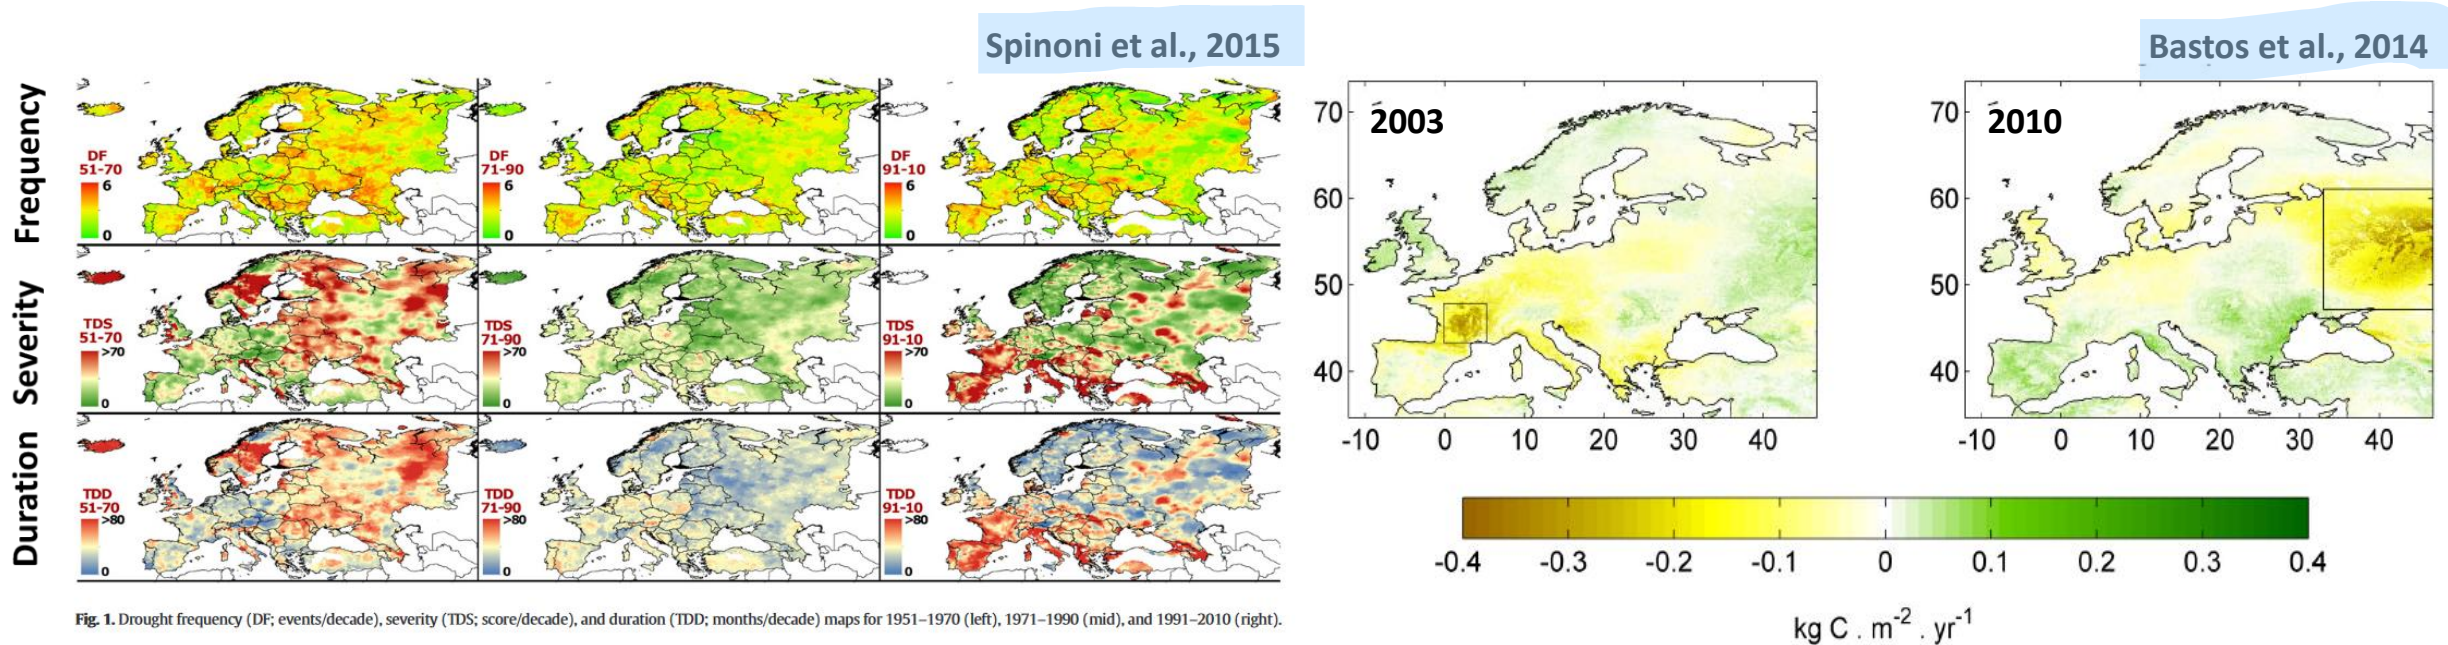 Spinoni et al., 2015
Bastos et al., 2014
Frequency
DF
51-70
6
0
DF
71-90
6
0
DF
91-10
6
0
Severity
TDS
51-70
>70
0
TDS
71-90
>70
0
TDS
91-10
>70
0
Duration
TDD
51-70
>80
0
TDD
71-90
>80
0
TDD
91-10
>80
0
Fig. 1. Drought frequency (DF; events/decade), severity (TDS; score/decade), and duration (TDD; months/decade) maps for 1951–1970 (left), 1971–1990 (mid), and 1991–2010 (right).
2003
70
60
50
40
-10 0 10 20 30 40
2010
70
60
50
40
-10 0 10 20 30 40
-0.4 -0.3 -0.2 -0.1 0 0.1 0.2 0.3 0.4
kg C . m⁻² . yr⁻¹